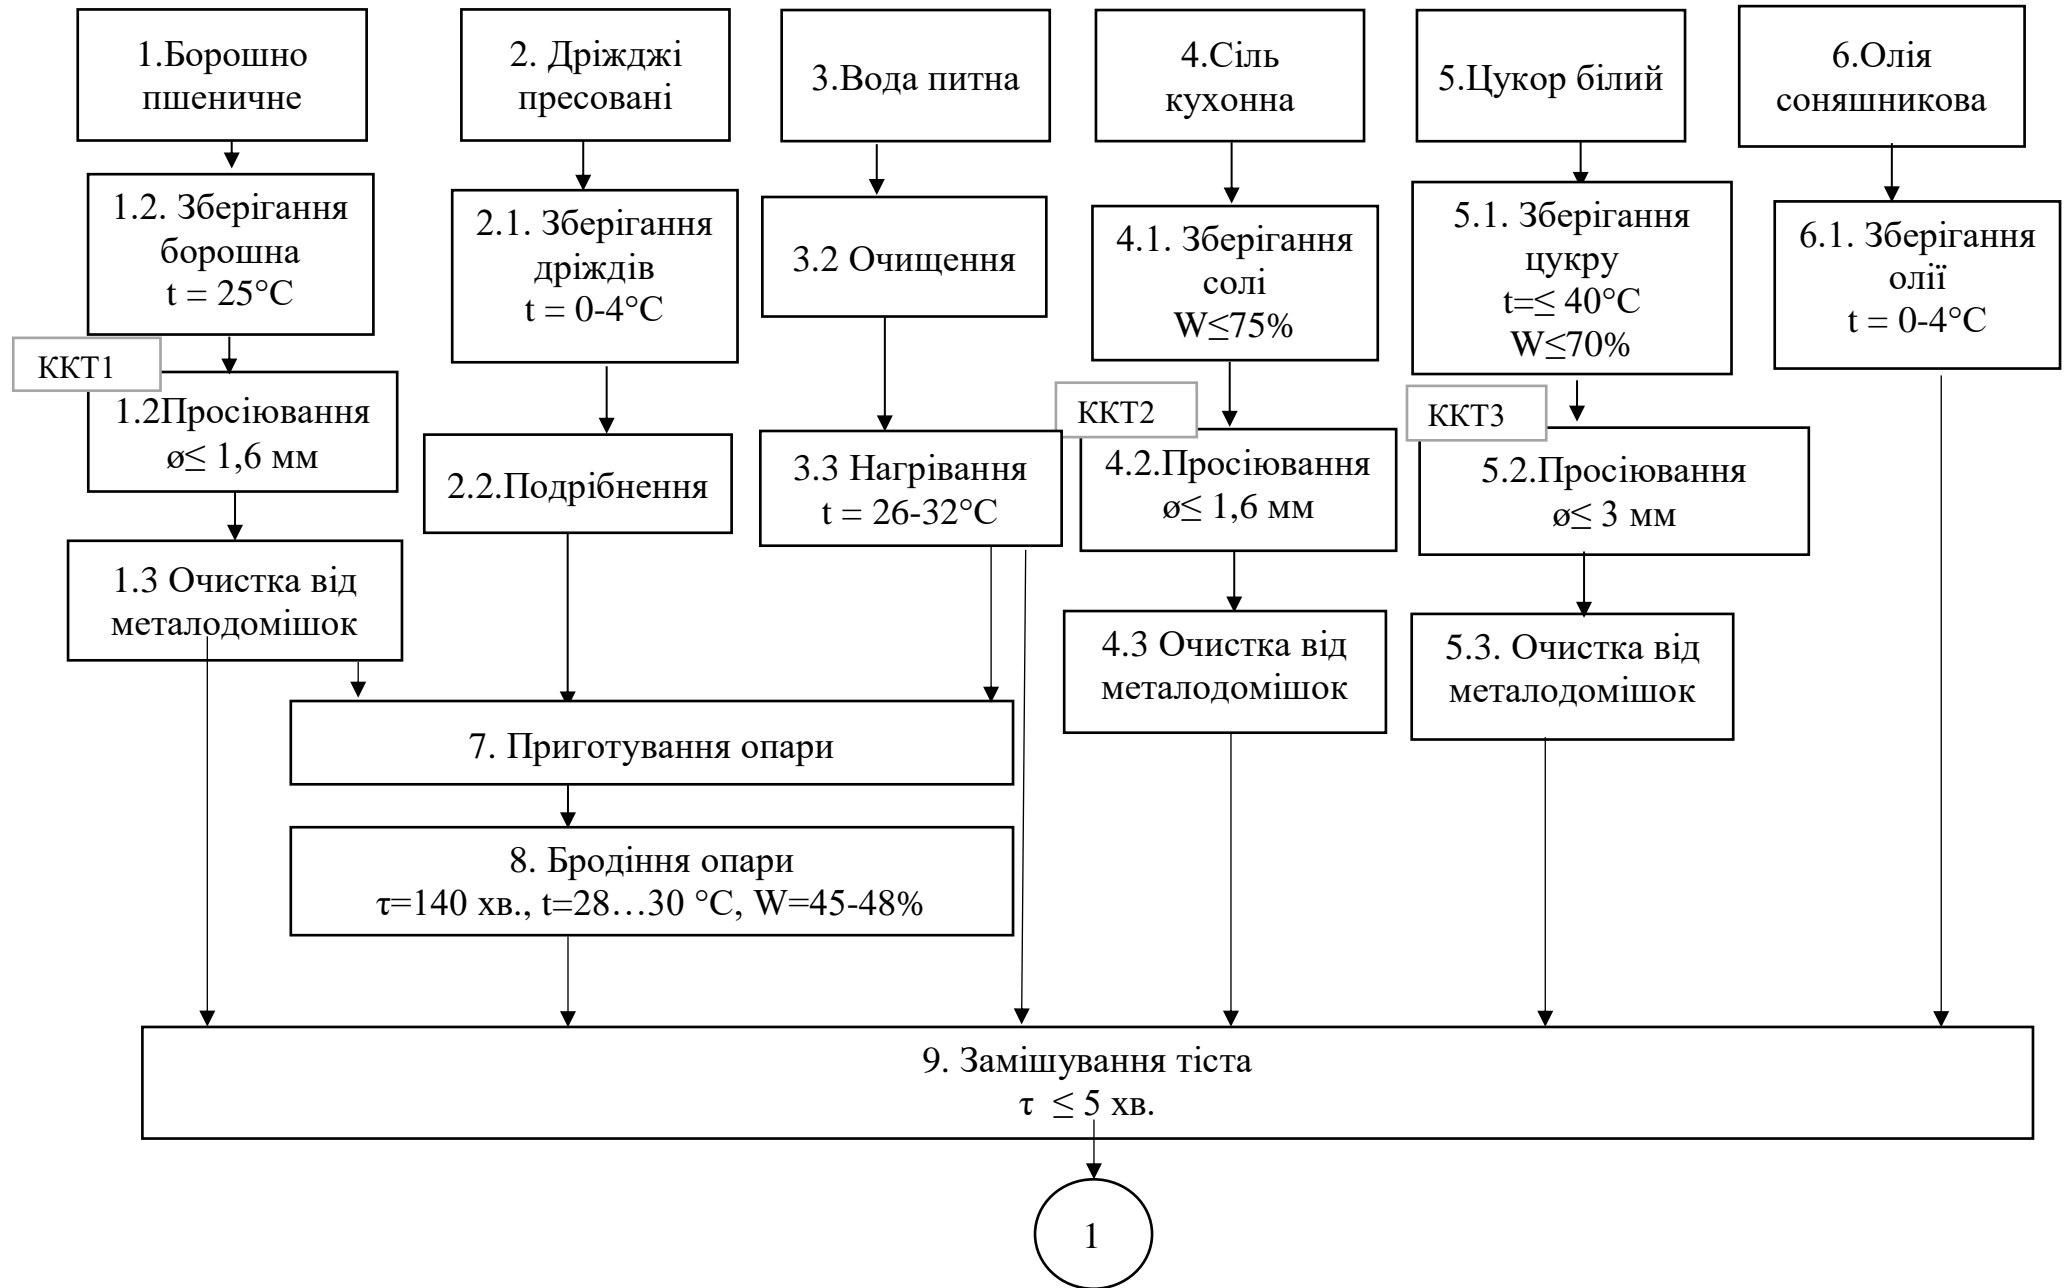 1.Борошно
пшеничне
2. Дріжджі
пресовані
3.Вода питна
4.Сіль
кухонна
5.Цукор білий
6.Олія
соняшникова
1.2. Зберігання
борошна
t = 25°C
2.1. Зберігання
дріждів
t = 0-4°C
3.2 Очищення
4.1. Зберігання
солі
W≤75%
5.1. Зберігання
цукру
t=≤ 40°C
W≤70%
6.1. Зберігання
олії
t = 0-4°C
ККТ1
1.2Просіювання
ø≤ 1,6 мм
2.2.Подрібнення
3.3 Нагрівання
t = 26-32°C
ККТ2
4.2.Просіювання
ø≤ 1,6 мм
ККТ3
5.2.Просіювання
ø≤ 3 мм
1.3 Очистка від
металодомішок
4.3 Очистка від
металодомішок
5.3. Очистка від
металодомішок
7. Приготування опари
8. Бродіння опари
τ=140 хв., t=28…30 °C, W=45-48%
9. Замішування тіста
τ ≤ 5 хв.
1